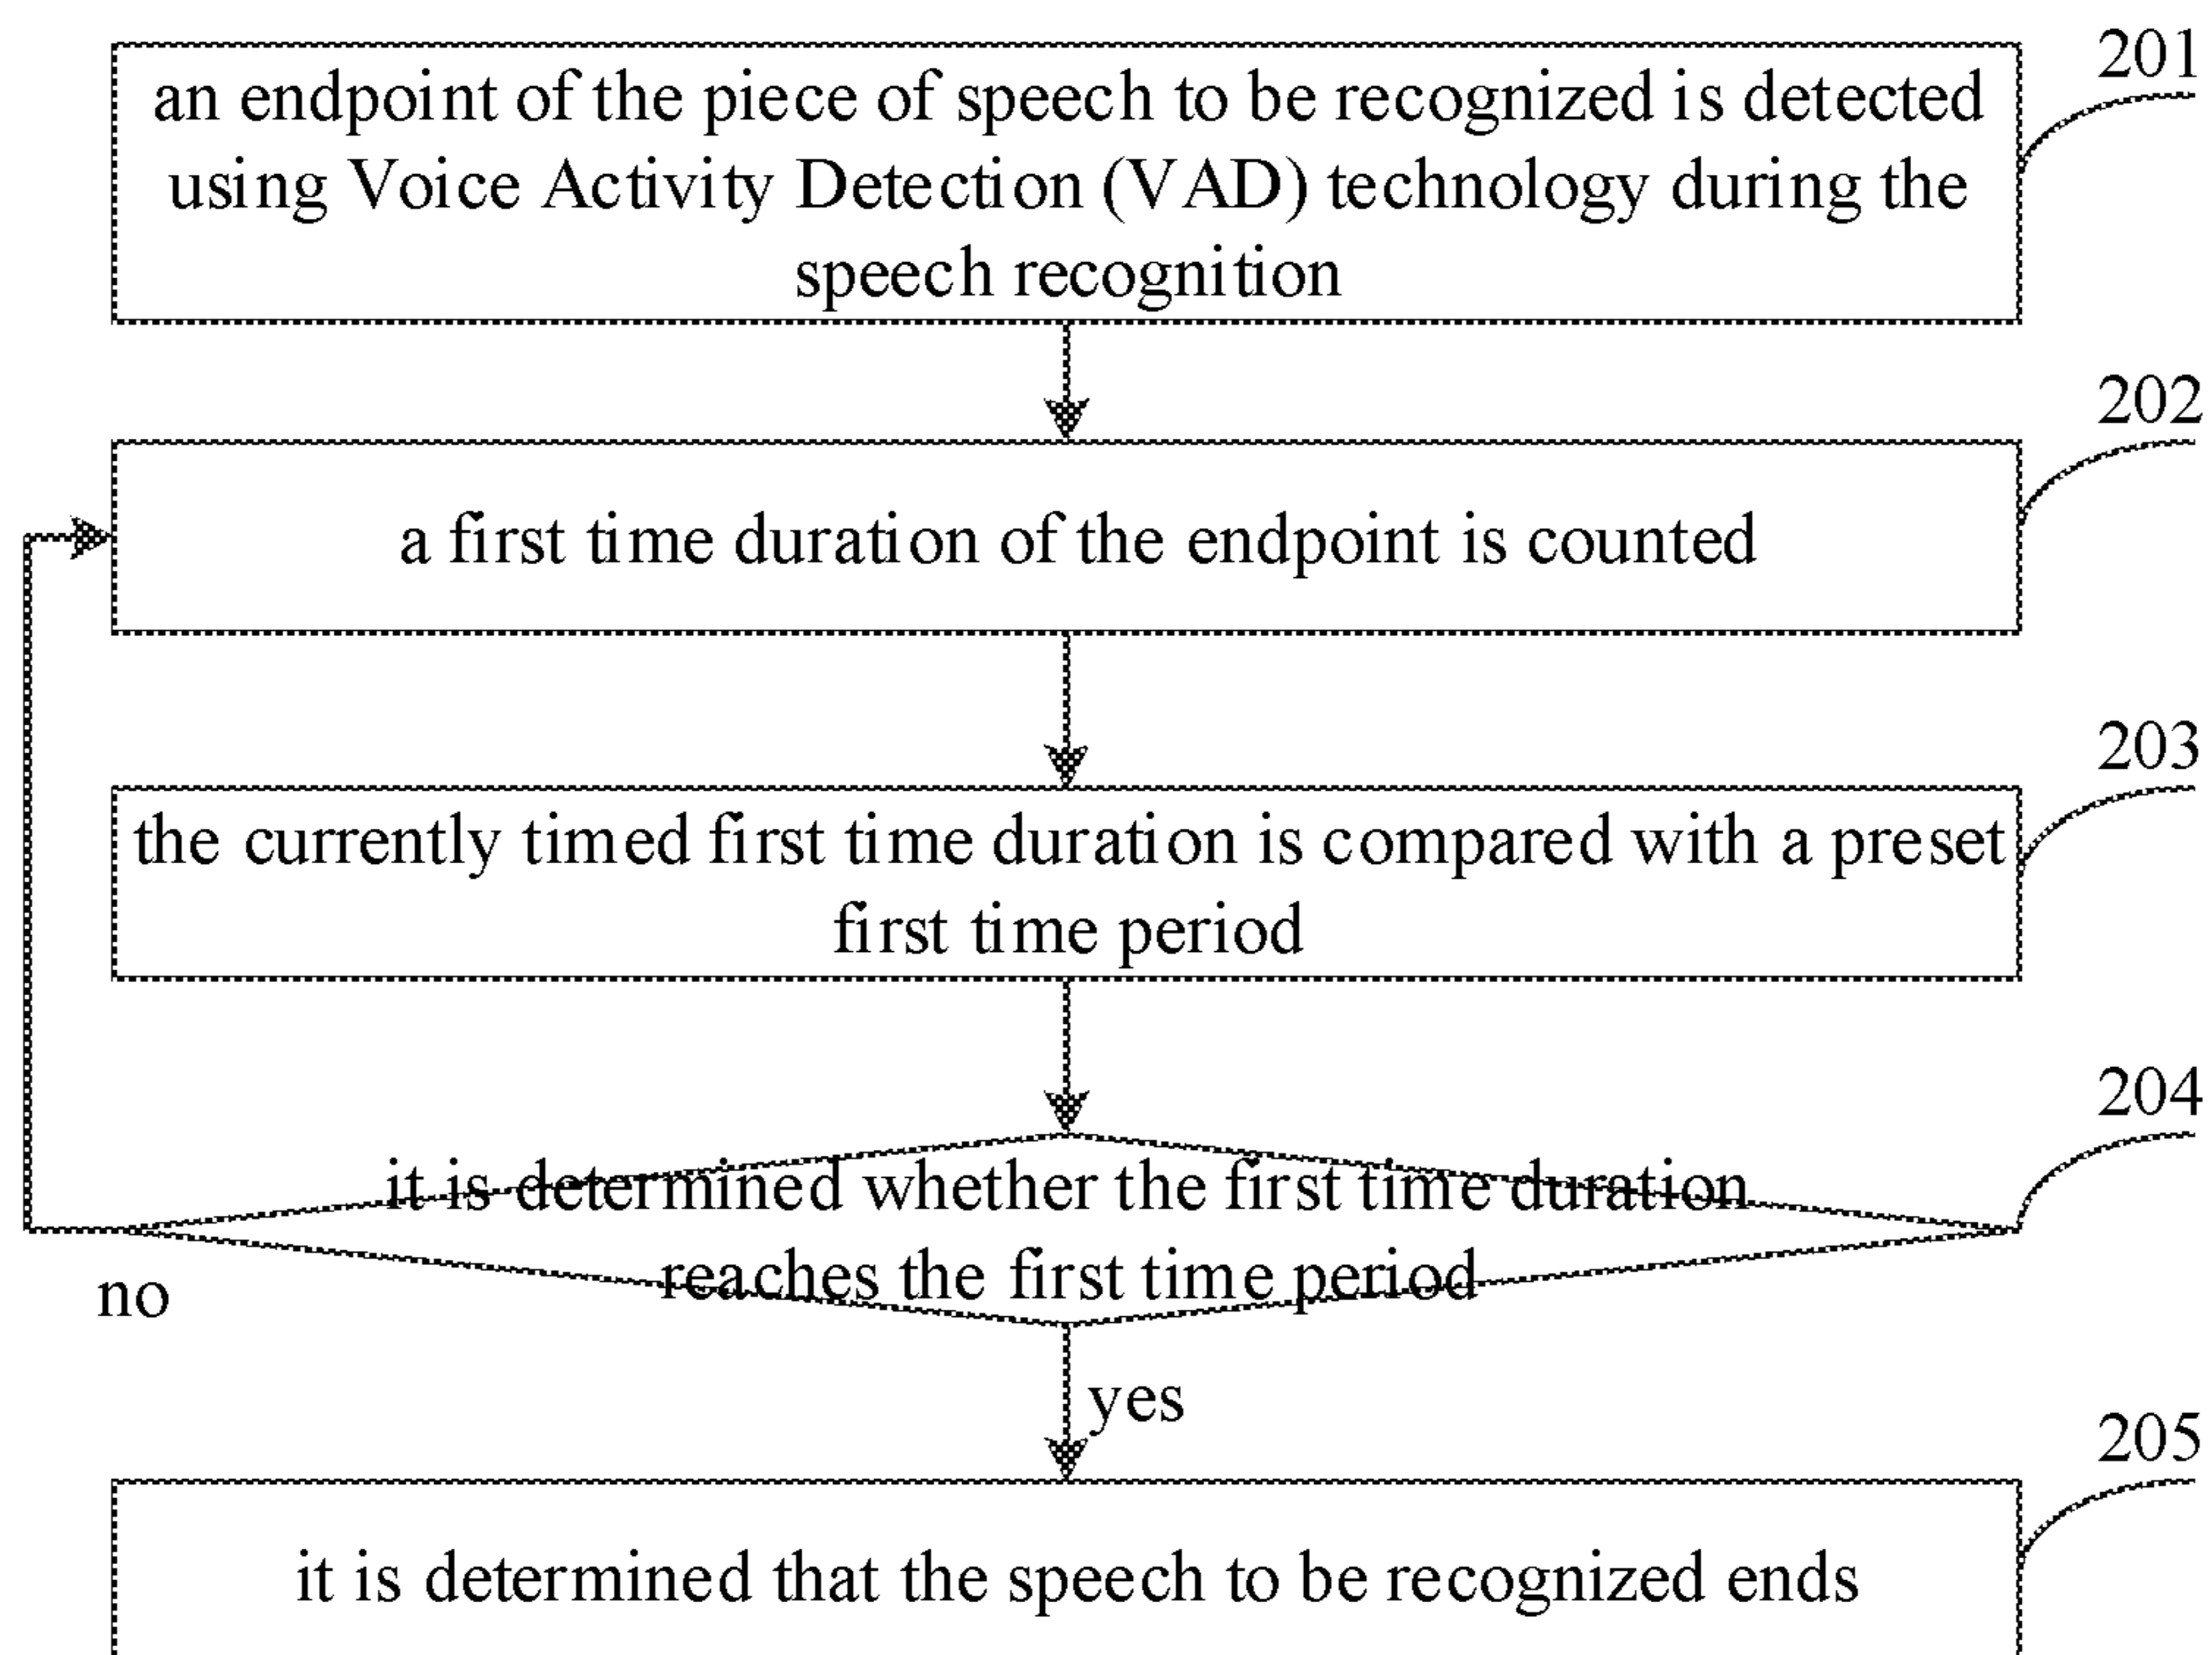 201
an endpoint of the piece of speech to be recognized is detected
using Voice Activity Detection (VAD) technology during the
speech recognition
202
a first time duration of the endpoint is counted
203
the currently timed first time duration is compared with a preset
first time period
204
it is determined whether the first time duration
reaches the first time period
no
yes
205
it is determined that the speech to be recognized ends